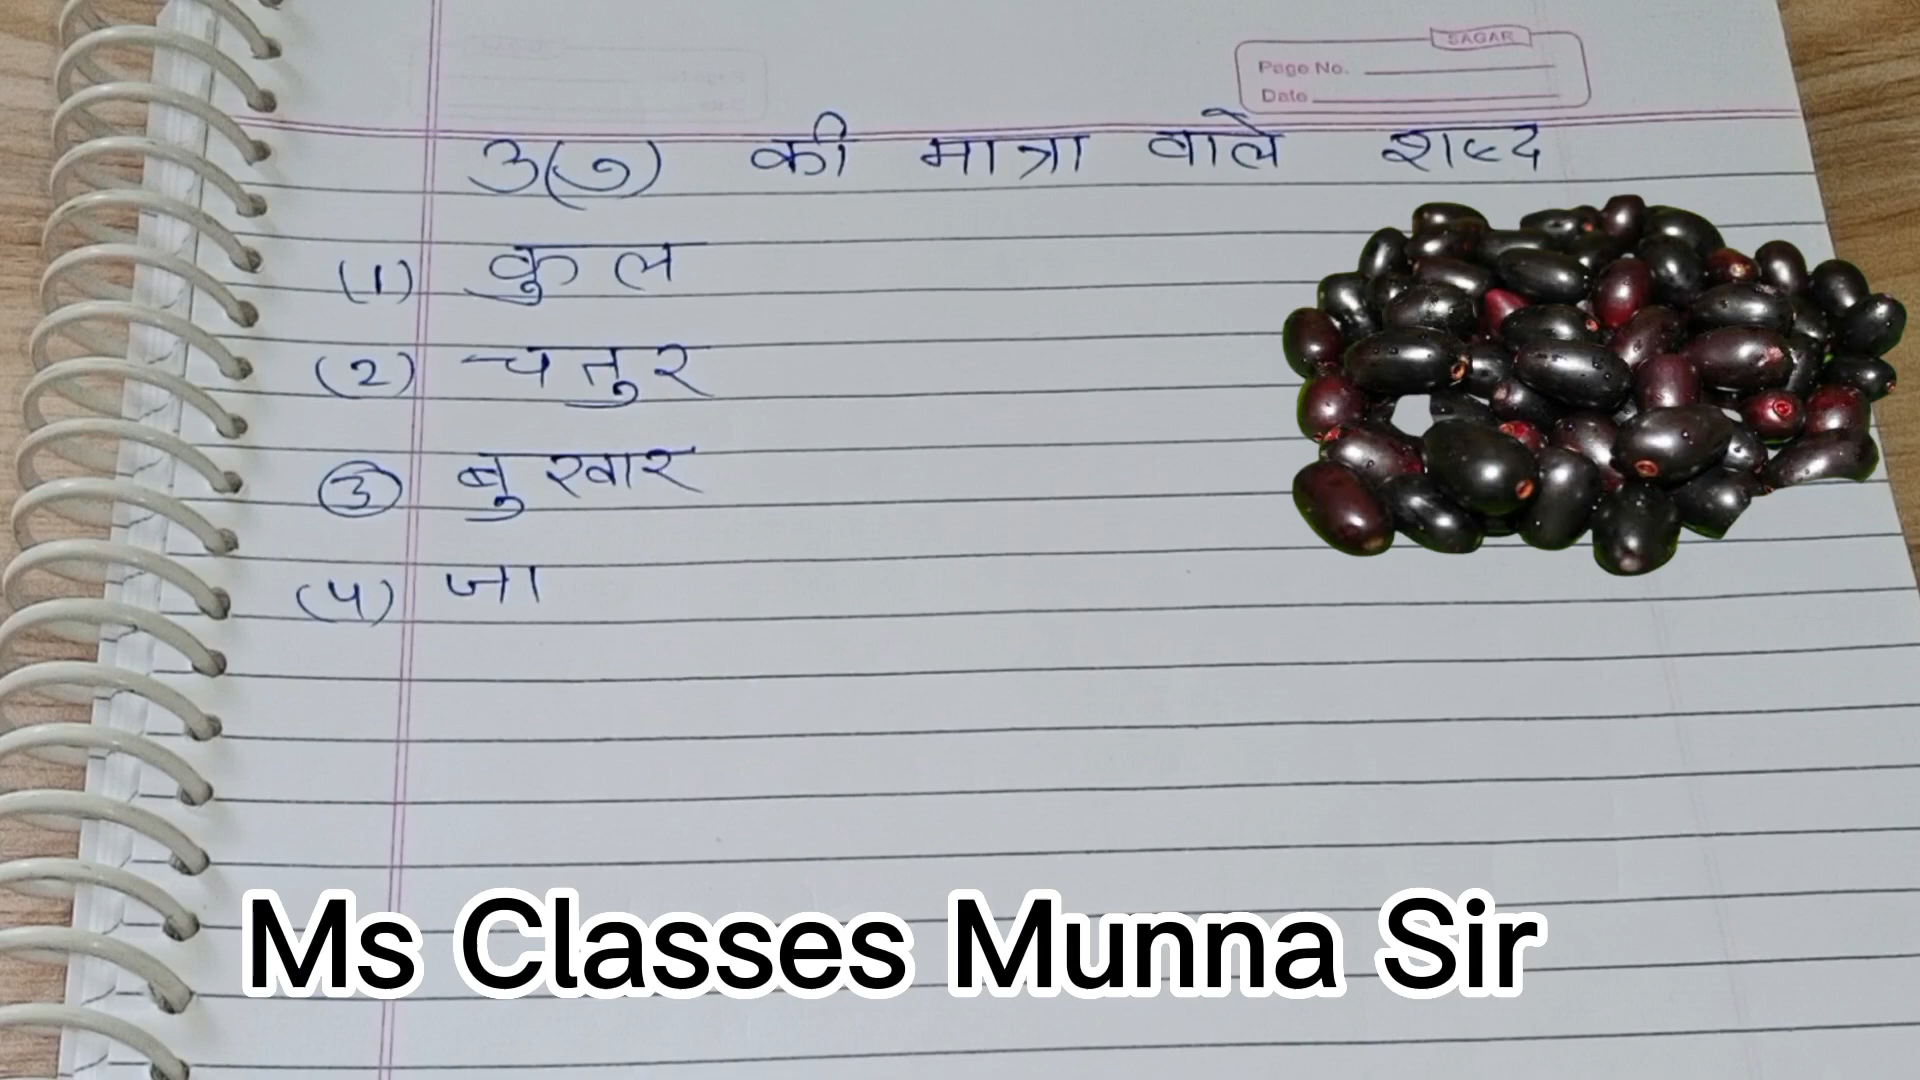 SAGAR
Page No.
Date
उ(ु) की मात्रा वाले शब्द
(1) कुल
(2) चतुर
(3) बुखार
(4) जा
Ms Classes Munna Sir